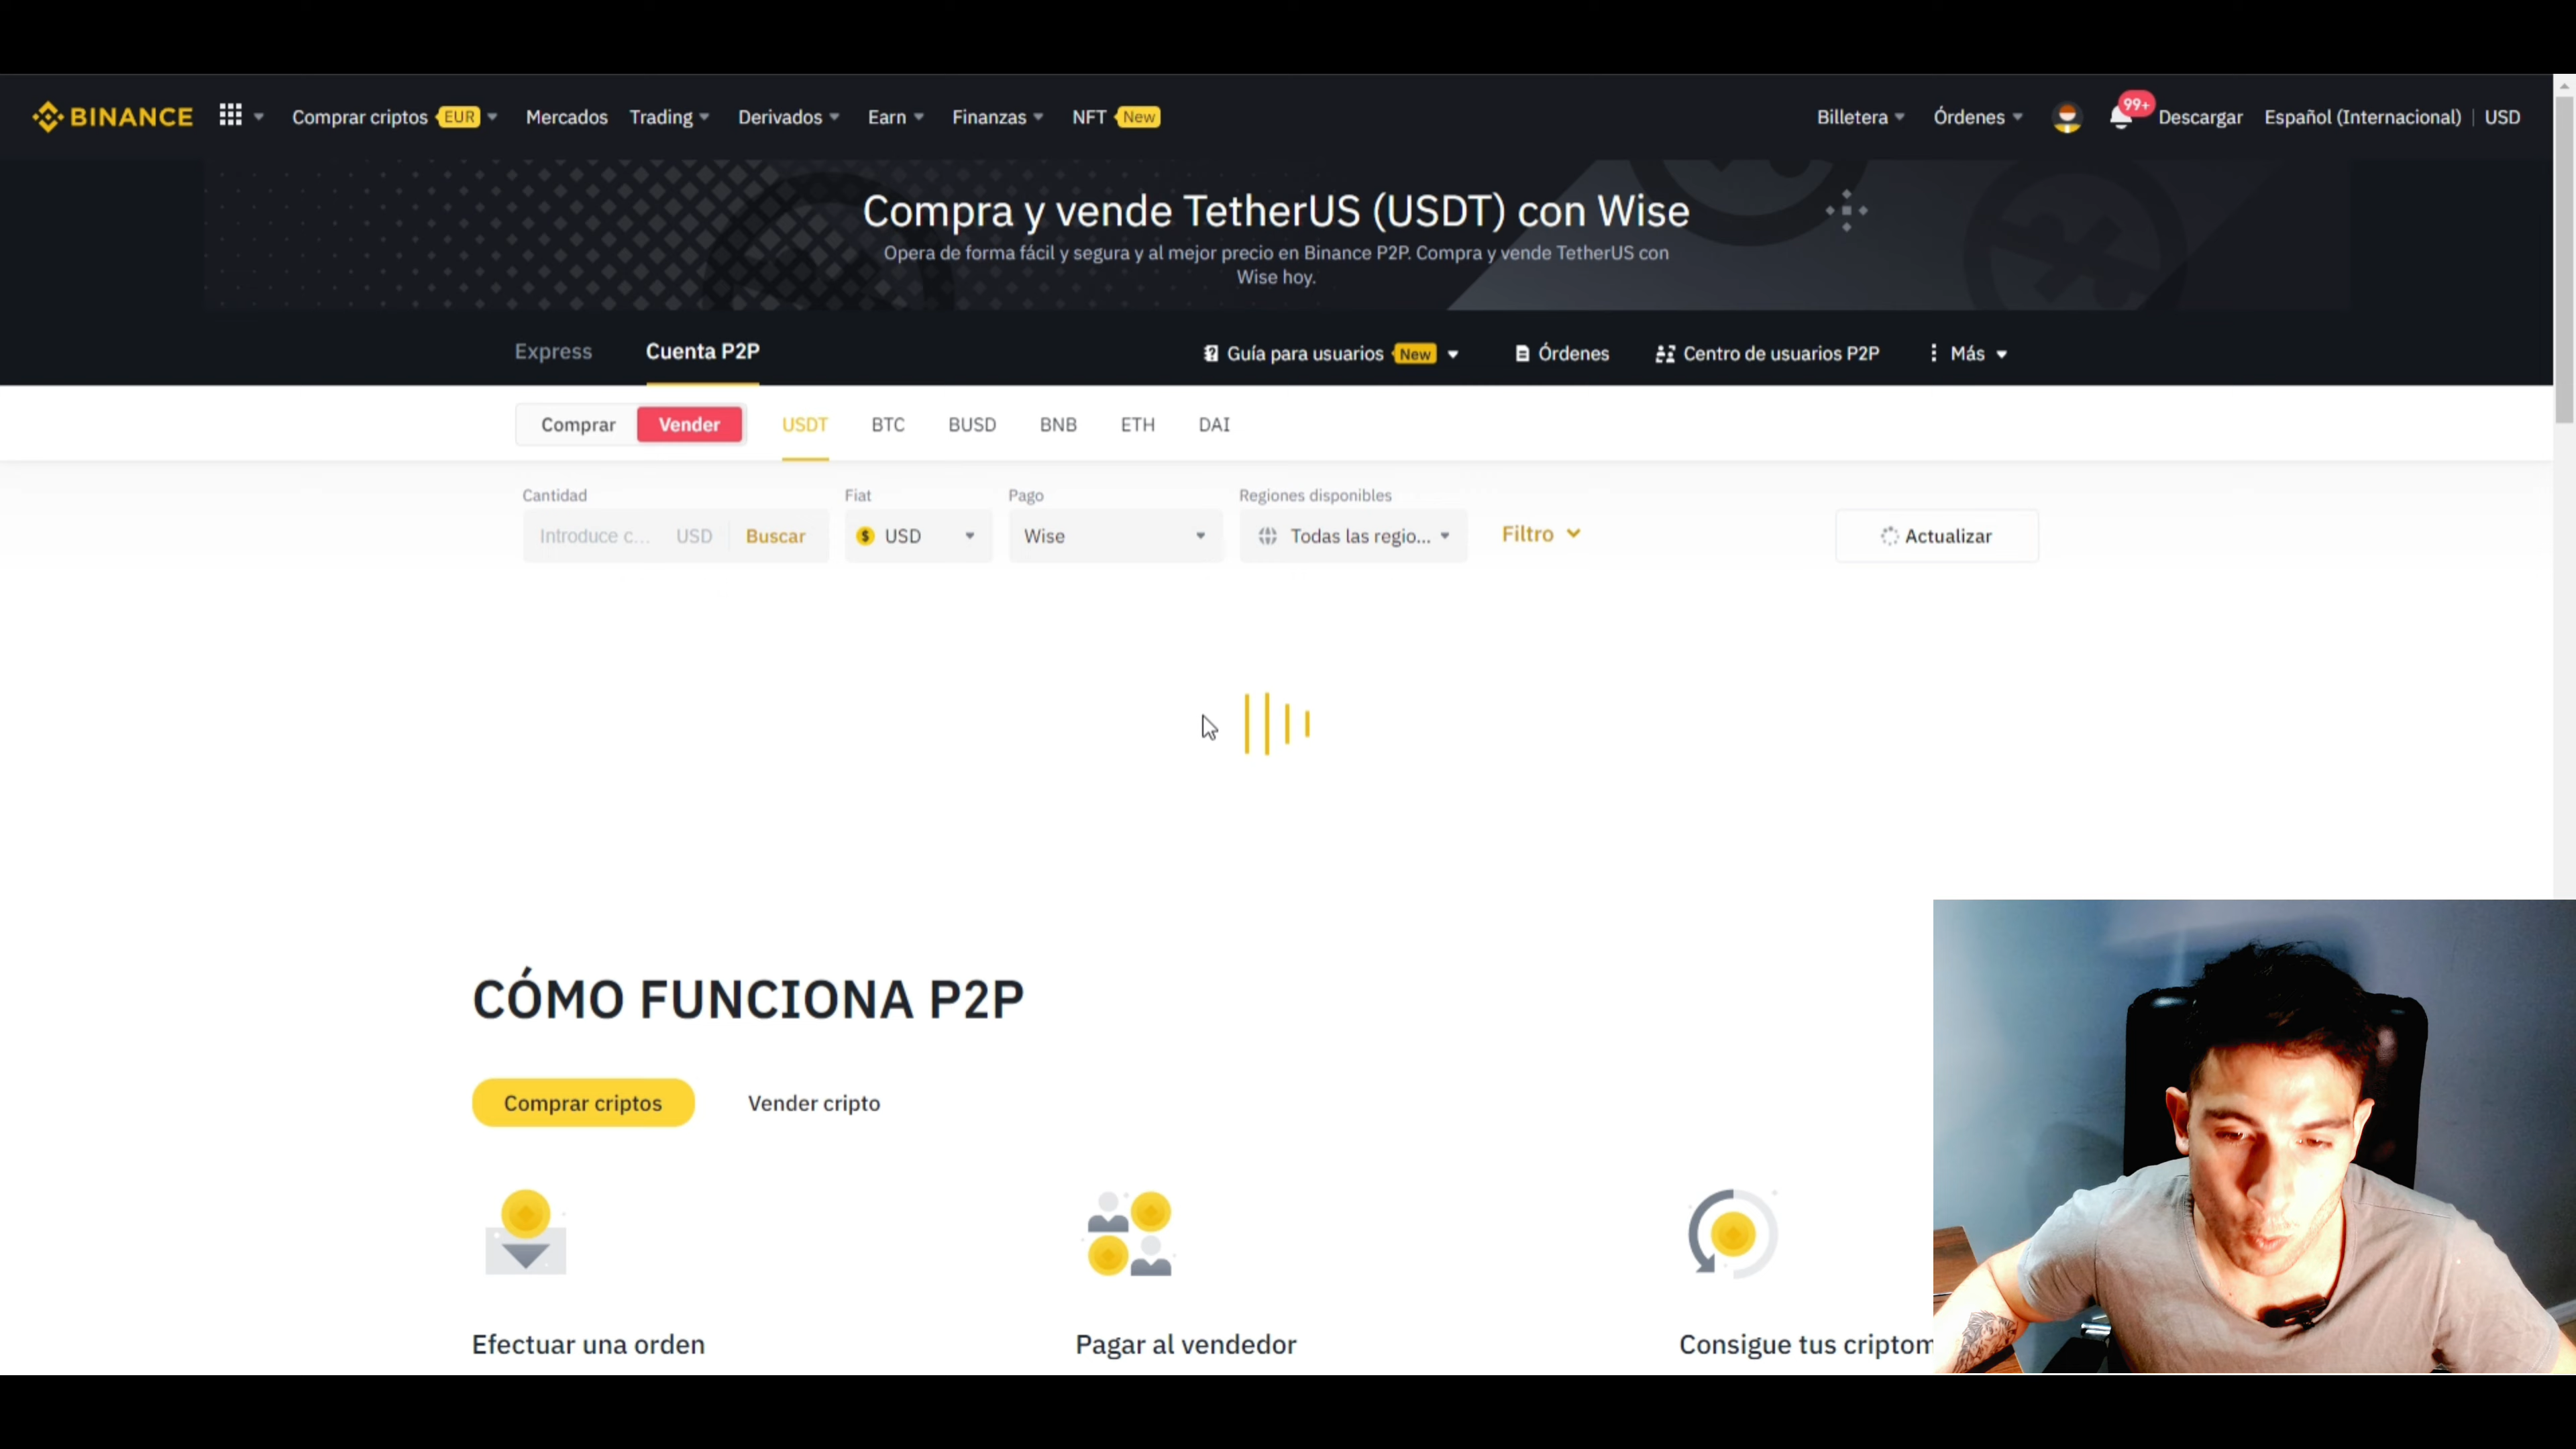 BINANCE Comprar criptos EUR Mercados Trading Derivados Earn Finanzas NFT New Billetera Órdenes 99+ Descargar Español (Internacional) | USD
Compra y vende TetherUS (USDT) con Wise
Opera de forma fácil y segura y al mejor precio en Binance P2P. Compra y vende TetherUS con
Wise hoy.
Express Cuenta P2P Guía para usuarios New Órdenes Centro de usuarios P2P Más
Comprar Vender USDT BTC BUSD BNB ETH DAI
Cantidad Fiat Pago Regiones disponibles
Introduce c... USD Buscar $ USD Wise Todas las regio... Filtro Actualizar
CÓMO FUNCIONA P2P
Comprar criptos Vender cripto
Efectuar una orden Pagar al vendedor Consigue tus criptom